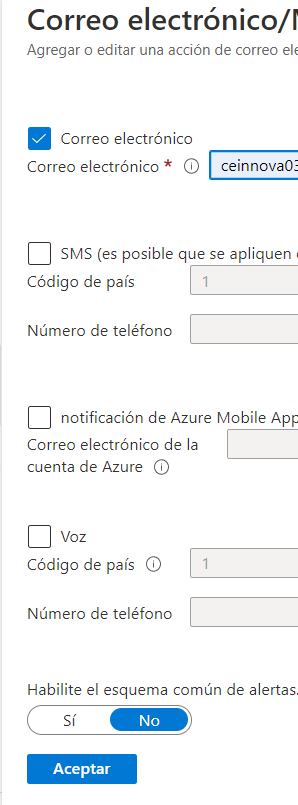 Correo electrónico/
Agregar o editar una acción de correo
Correo electrónico
Correo electrónico *
ceinnova03
SMS (es posible que se apliquen
Código de país
1
Número de teléfono
notificación de Azure Mobile App
Correo electrónico de la
cuenta de Azure
Voz
Código de país
1
Número de teléfono
Habilite el esquema común de alertas.
Sí No
Aceptar